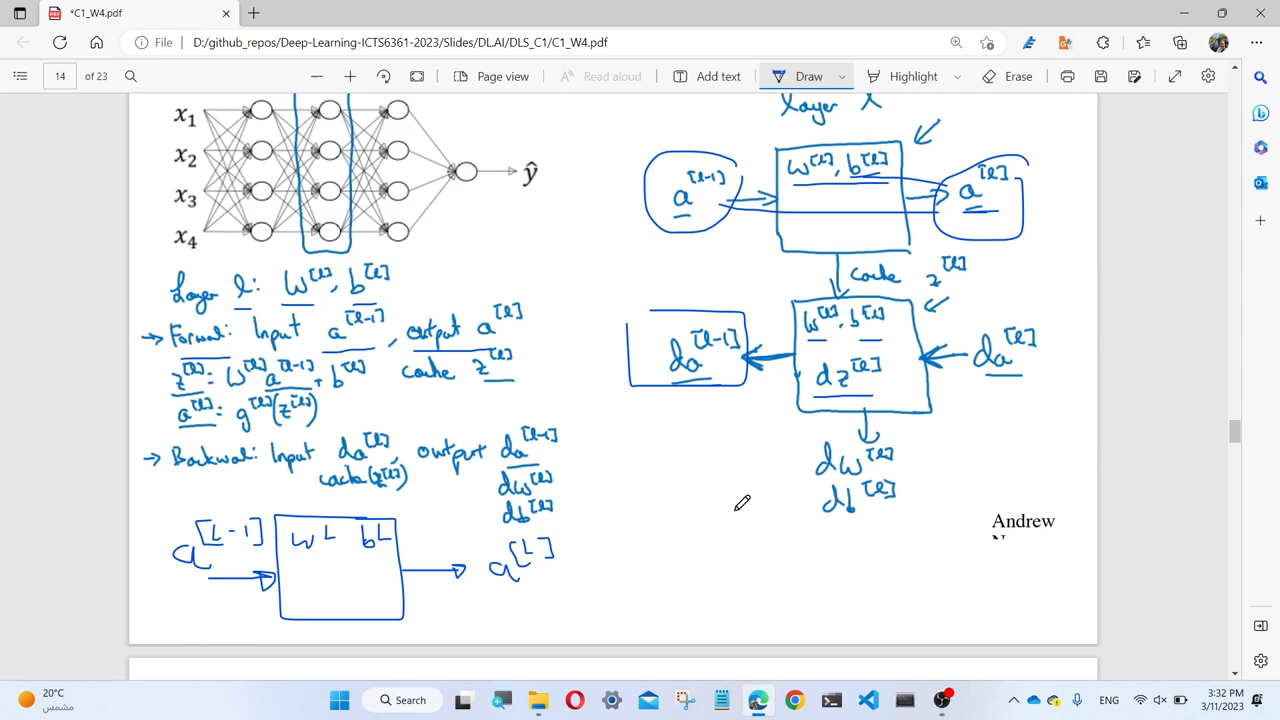 *C1_W4.pdf
File D:/github_repos/Deep-Learning-ICTS6361-2023/Slides/DL.AI/DLS_C1/C1_W4.pdf
14 of 23
Page view
Read aloud
Add text
Draw
Highlight
Erase
x1
x2
x3
x4
ŷ
layer l
a[l-1]
w[l], b[l]
a[l]
cache z[l]
w[l], b[l]
dz[l]
da[l-1]
da[l]
dw[l]
db[l]
Layer l: W[l], b[l]
→ Forward: Input a[l-1], output a[l]
z[l] = W[l] a[l-1] + b[l] cache z[l]
a[l] = g[l](z[l])
→ Backward: Input da[l], output da[l-1]
cache(z[l])
dw[l]
db[l]
a[L-1]
wL bL
a[L]
Andrew
20°C
مشمس
Search
ENG
3:32 PM
3/11/2023